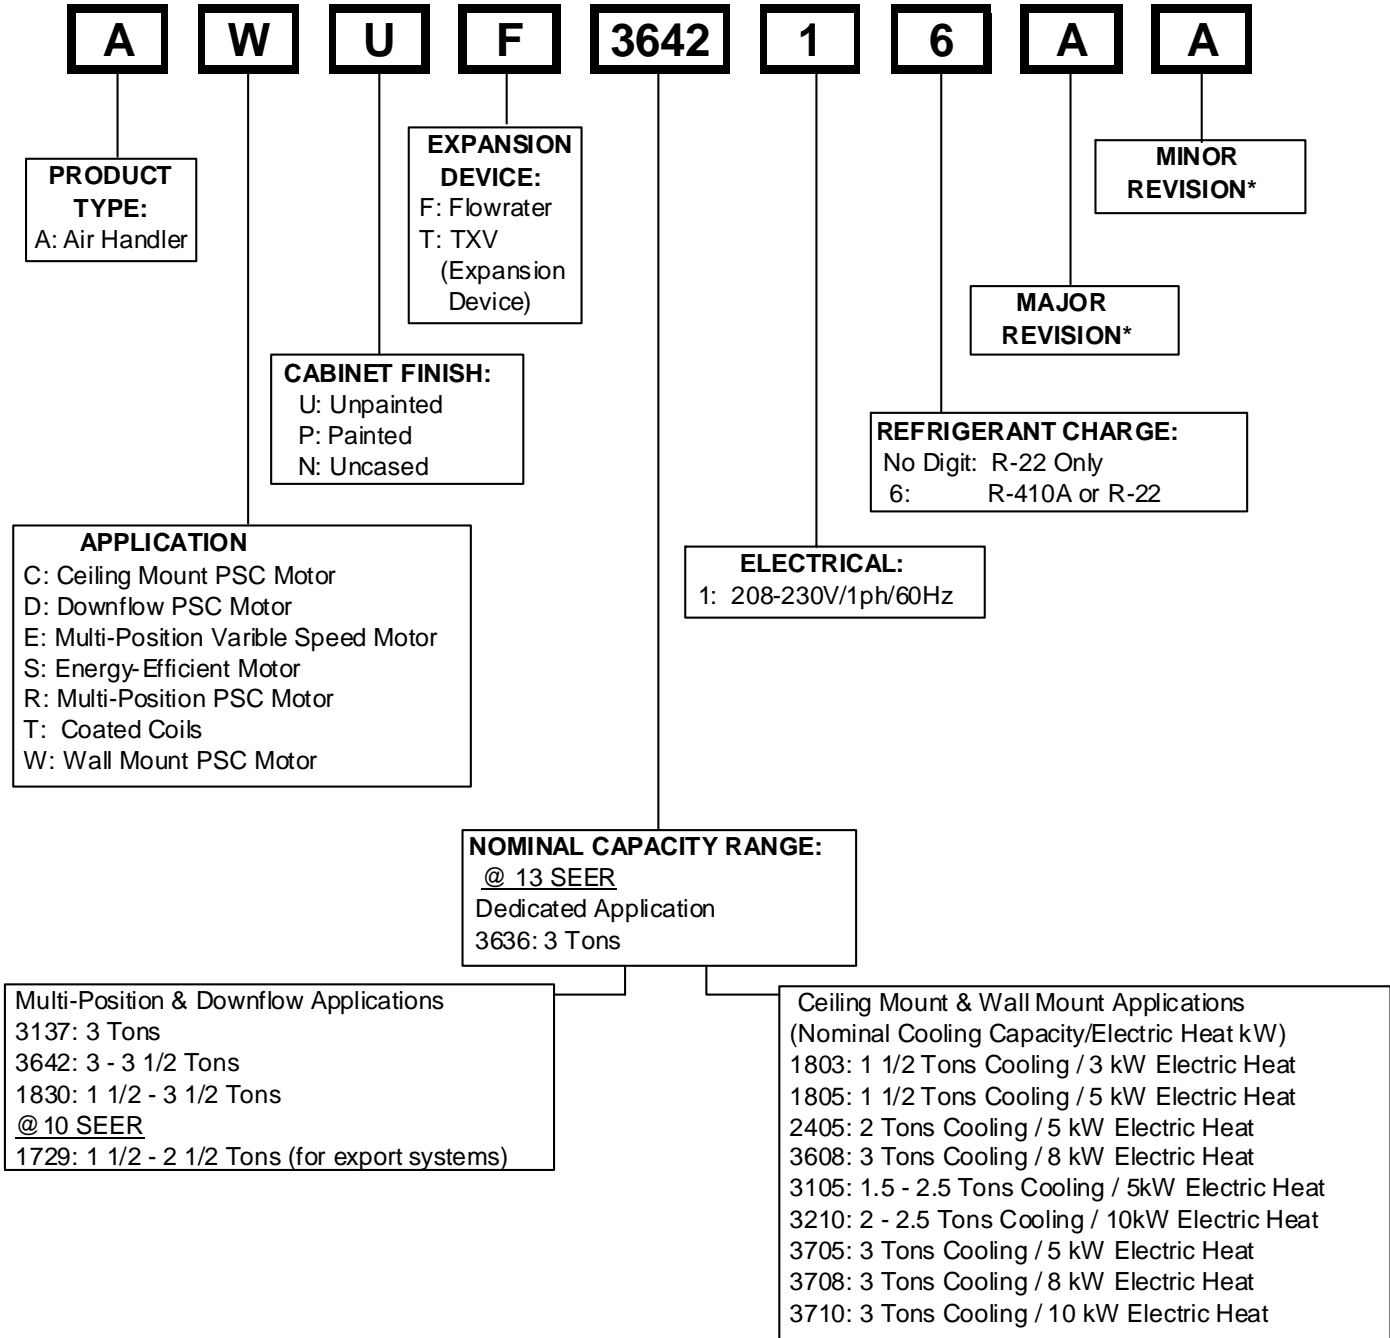 A W U F 3642 1 6 A A
PRODUCT
TYPE:
A: Air Handler
EXPANSION
DEVICE:
F: Flowrater
T: TXV
(Expansion
Device)
MINOR
REVISION*
MAJOR
REVISION*
CABINET FINISH:
U: Unpainted
P: Painted
N: Uncased
REFRIGERANT CHARGE:
No Digit: R-22 Only
6: R-410A or R-22
APPLICATION
C: Ceiling Mount PSC Motor
D: Downflow PSC Motor
E: Multi-Position Varible Speed Motor
S: Energy-Efficient Motor
R: Multi-Position PSC Motor
T: Coated Coils
W: Wall Mount PSC Motor
ELECTRICAL:
1: 208-230V/1ph/60Hz
NOMINAL CAPACITY RANGE:
@ 13 SEER
Dedicated Application
3636: 3 Tons
Multi-Position & Downflow Applications
3137: 3 Tons
3642: 3 - 3 1/2 Tons
1830: 1 1/2 - 3 1/2 Tons
@ 10 SEER
1729: 1 1/2 - 2 1/2 Tons (for export systems)
Ceiling Mount & Wall Mount Applications
(Nominal Cooling Capacity/Electric Heat kW)
1803: 1 1/2 Tons Cooling / 3 kW Electric Heat
1805: 1 1/2 Tons Cooling / 5 kW Electric Heat
2405: 2 Tons Cooling / 5 kW Electric Heat
3608: 3 Tons Cooling / 8 kW Electric Heat
3105: 1.5 - 2.5 Tons Cooling / 5kW Electric Heat
3210: 2 - 2.5 Tons Cooling / 10kW Electric Heat
3705: 3 Tons Cooling / 5 kW Electric Heat
3708: 3 Tons Cooling / 8 kW Electric Heat
3710: 3 Tons Cooling / 10 kW Electric Heat